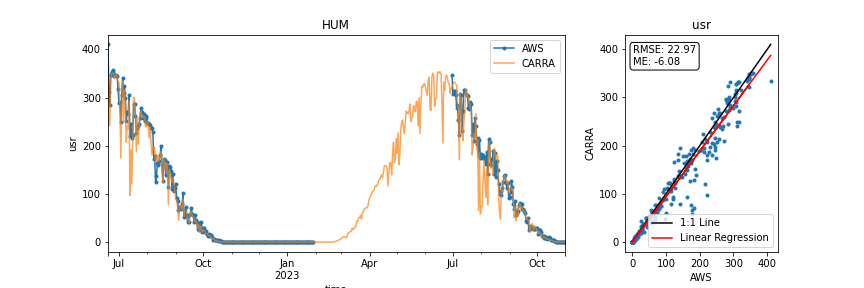 HUM
usr
400
300
200
100
0
usr
AWS
CARRA
Jul
Oct
Jan
2023
Apr
Jul
Oct
time
400
300
200
100
0
CARRA
RMSE: 22.97
ME: -6.08
1:1 Line
Linear Regression
0
100
200
300
400
AWS